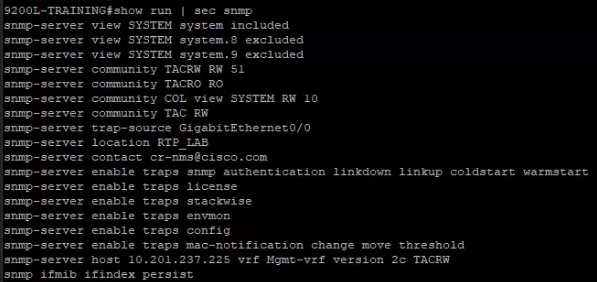 9200L-TRAINING#show run | sec snmp
snmp-server view SYSTEM system included
snmp-server view SYSTEM system.8 excluded
snmp-server view SYSTEM system.9 excluded
snmp-server community TACRW RW 51
snmp-server community TACRO RO
snmp-server community COL view SYSTEM RW 10
snmp-server community TAC RW
snmp-server trap-source GigabitEthernet0/0
snmp-server location RTP_LAB
snmp-server contact cr-nms@cisco.com
snmp-server enable traps snmp authentication linkdown linkup coldstart warmstart
snmp-server enable traps license
snmp-server enable traps stackwise
snmp-server enable traps envmon
snmp-server enable traps config
snmp-server enable traps mac-notification change move threshold
snmp-server host 10.201.237.225 vrf Mgmt-vrf version 2c TACRW
snmp ifmib ifindex persist